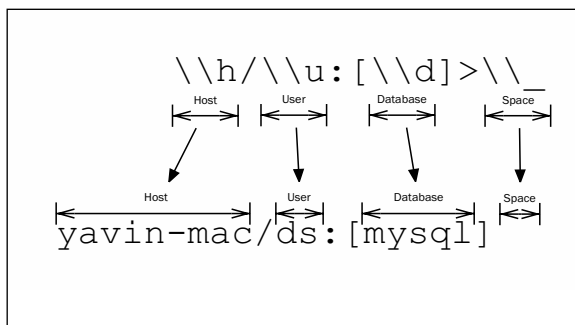 \\h/\\u:[\\d]>\\_
Host User Database Space
Host User Database Space
yavin-mac/ds:[mysql]